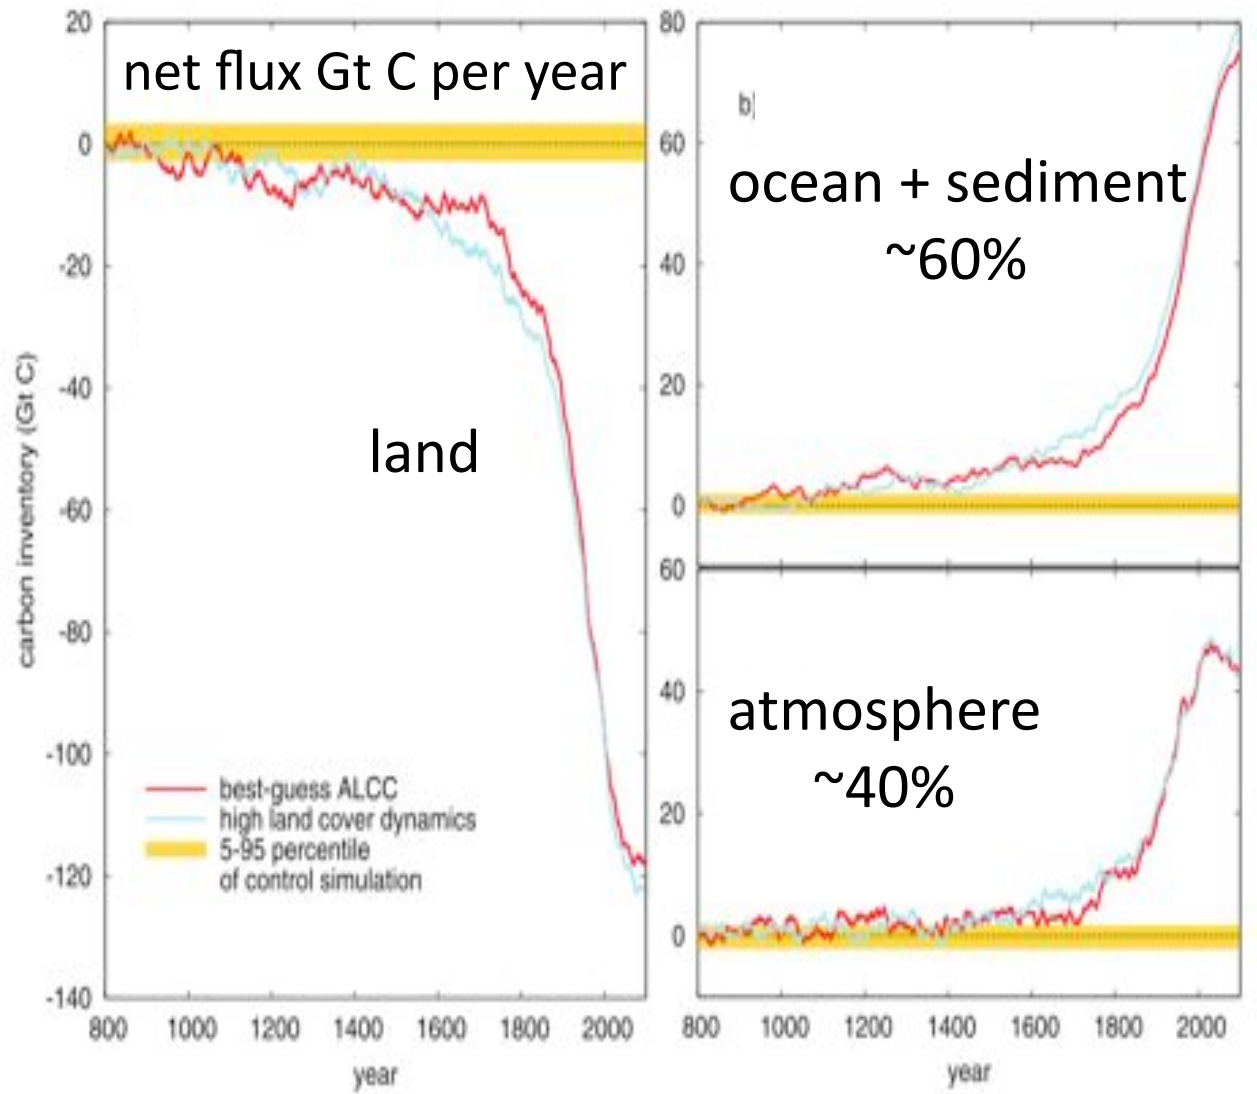 net flux Gt C per year
20
0
-20
-40
-60
-80
-100
-120
-140
carbon inventory (Gt C)
land
best-guess ALCC
high land cover dynamics
5-95 percentile
of control simulation
800 1000 1200 1400 1600 1800 2000
year
80
60
40
20
0
b)
ocean + sediment
~60%
60
40
20
0
atmosphere
~40%
800 1000 1200 1400 1600 1800 2000
year